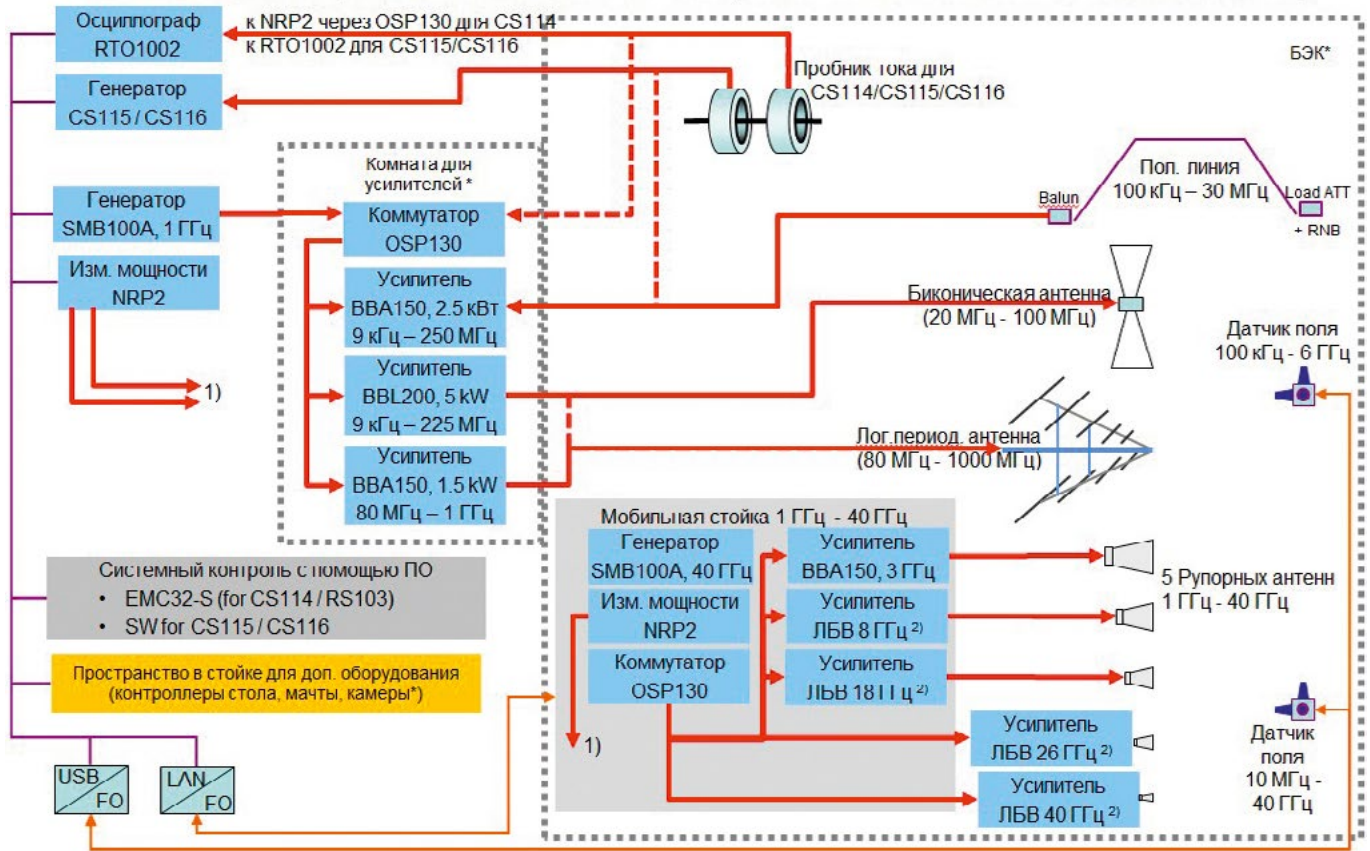 Осциллограф
RTO1002
к NRP2 через OSP130 для CS114
к RTO1002 для CS115/CS116
Генератор
CS115 / CS116
Пробник тока для
CS114/CS115/CS116
БЭК*
Комната для
усилителей *
Генератор
SMB100A, 1 ГГц
Коммутатор
OSP130
Изм. мощности
NRP2
1)
Усилитель
BBA150, 2.5 кВт
9 кГц – 250 МГц
Усилитель
BBL200, 5 kW
9 кГц – 225 МГц
Усилитель
BBA150, 1.5 kW
80 МГц – 1 ГГц
Пол. линия
100 кГц – 30 МГц
Balun
Load ATT
+ RNB
Биконическая антенна
(20 МГц - 100 МГц)
Датчик поля
100 кГц - 6 ГГц
Лог.период. антенна
(80 МГц - 1000 МГц)
Мобильная стойка 1 ГГц - 40 ГГц
Генератор
SMB100A, 40 ГГц
Изм. мощности
NRP2
Коммутатор
OSP130
1)
Усилитель
BBA150, 3 ГГц
Усилитель
ЛБВ 8 ГГц 2)
Усилитель
ЛБВ 18 ГГц 2)
Усилитель
ЛБВ 26 ГГц 2)
Усилитель
ЛБВ 40 ГГц 2)
5 Рупорных антенн
1 ГГц - 40 ГГц
Датчик
поля
10 МГц -
40 ГГц
Системный контроль с помощью ПО
• EMC32-S (for CS114 / RS103)
• SW for CS115 / CS116
Пространство в стойке для доп. оборудования
(контроллеры стола, мачты, камеры*)
USB
FO
LAN
FO